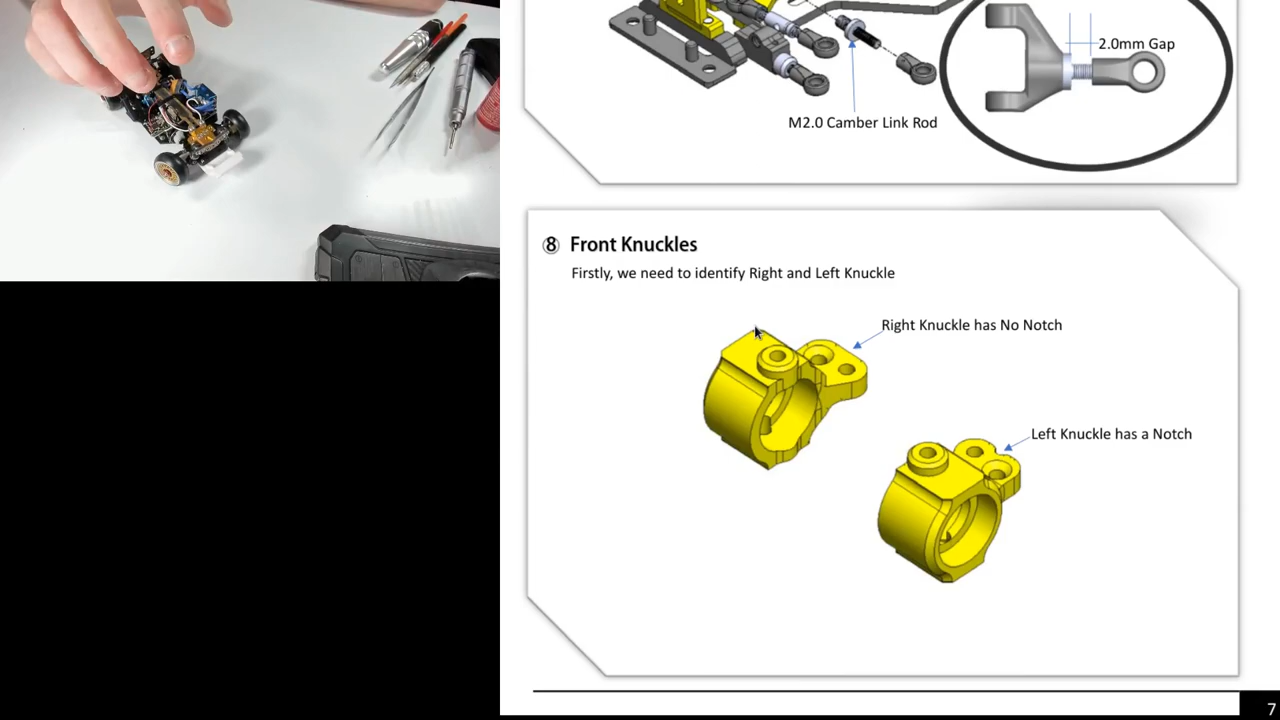 2.0mm Gap
M2.0 Camber Link Rod
⑧ Front Knuckles
Firstly, we need to identify Right and Left Knuckle
Right Knuckle has No Notch
Left Knuckle has a Notch
7